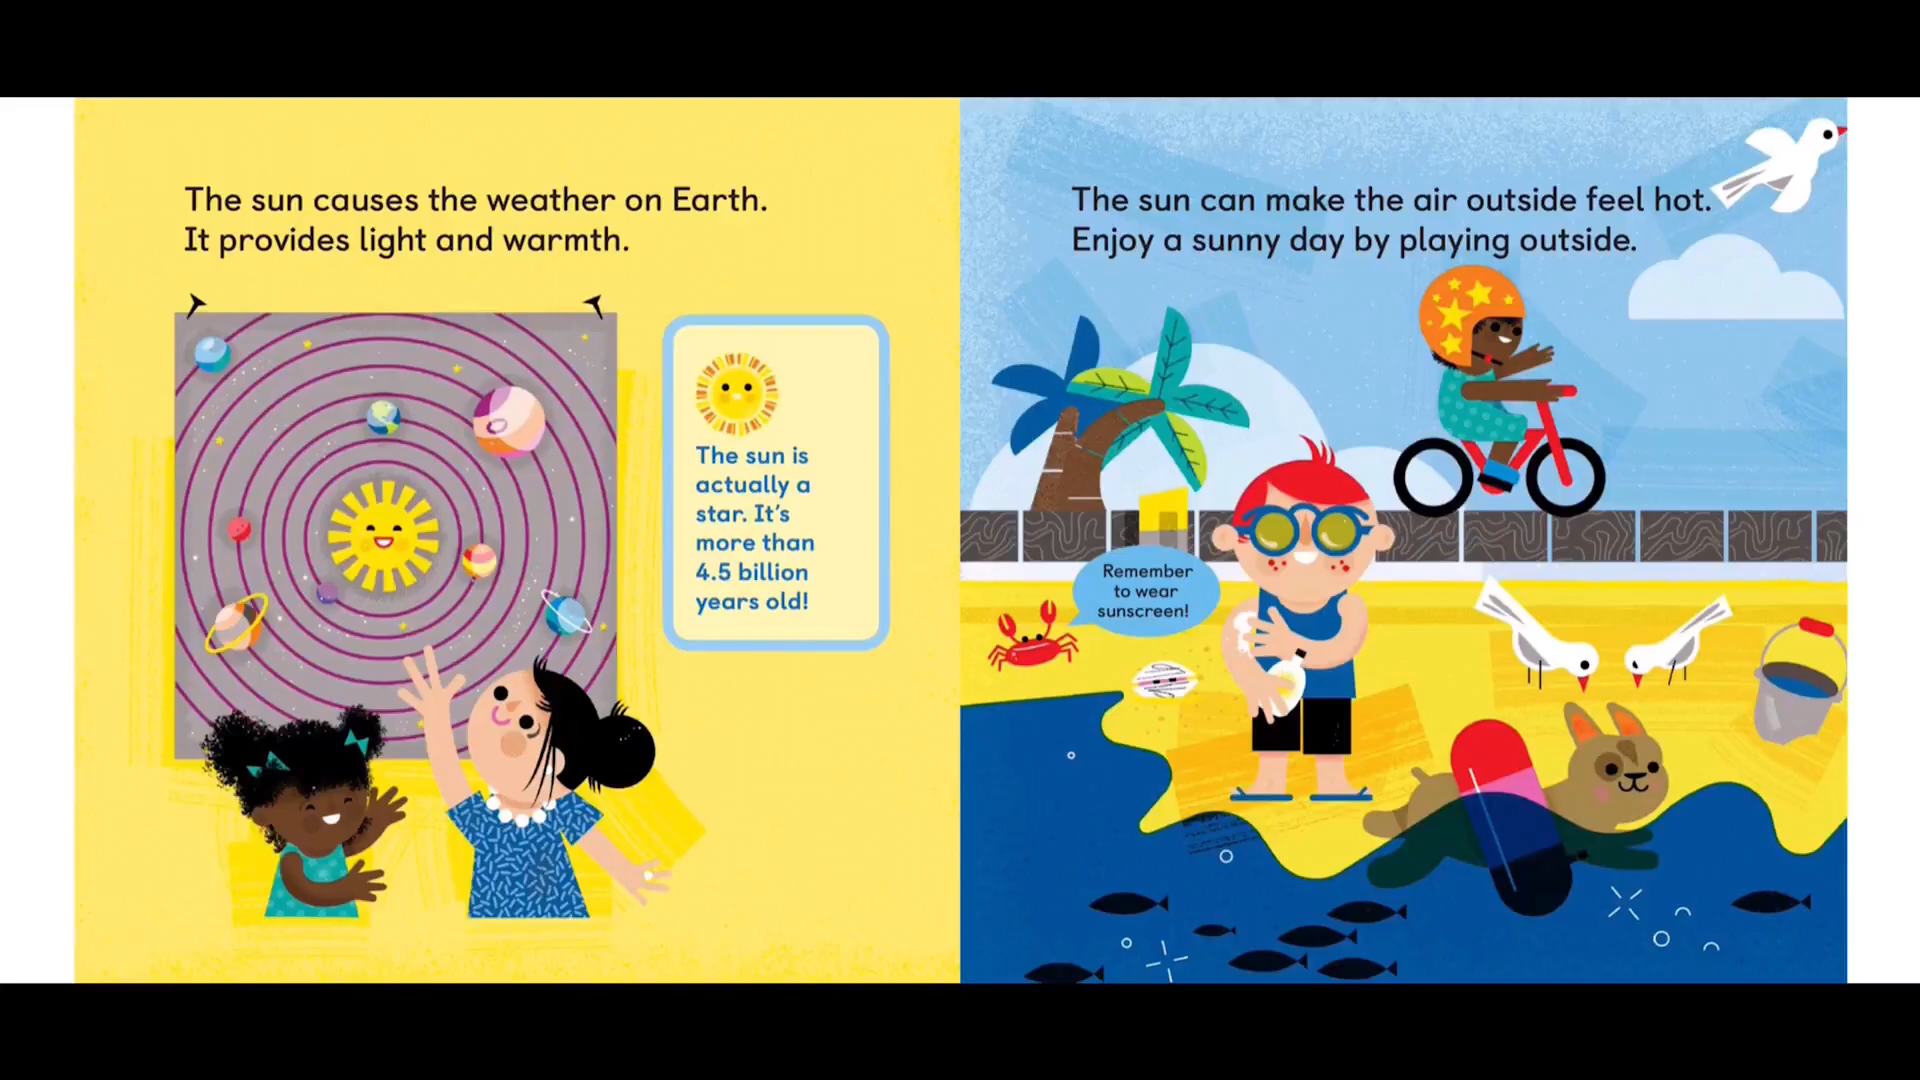 The sun causes the weather on Earth.
It provides light and warmth.
The sun is
actually a
star. It's
more than
4.5 billion
years old!
The sun can make the air outside feel hot.
Enjoy a sunny day by playing outside.
Remember
to wear
sunscreen!